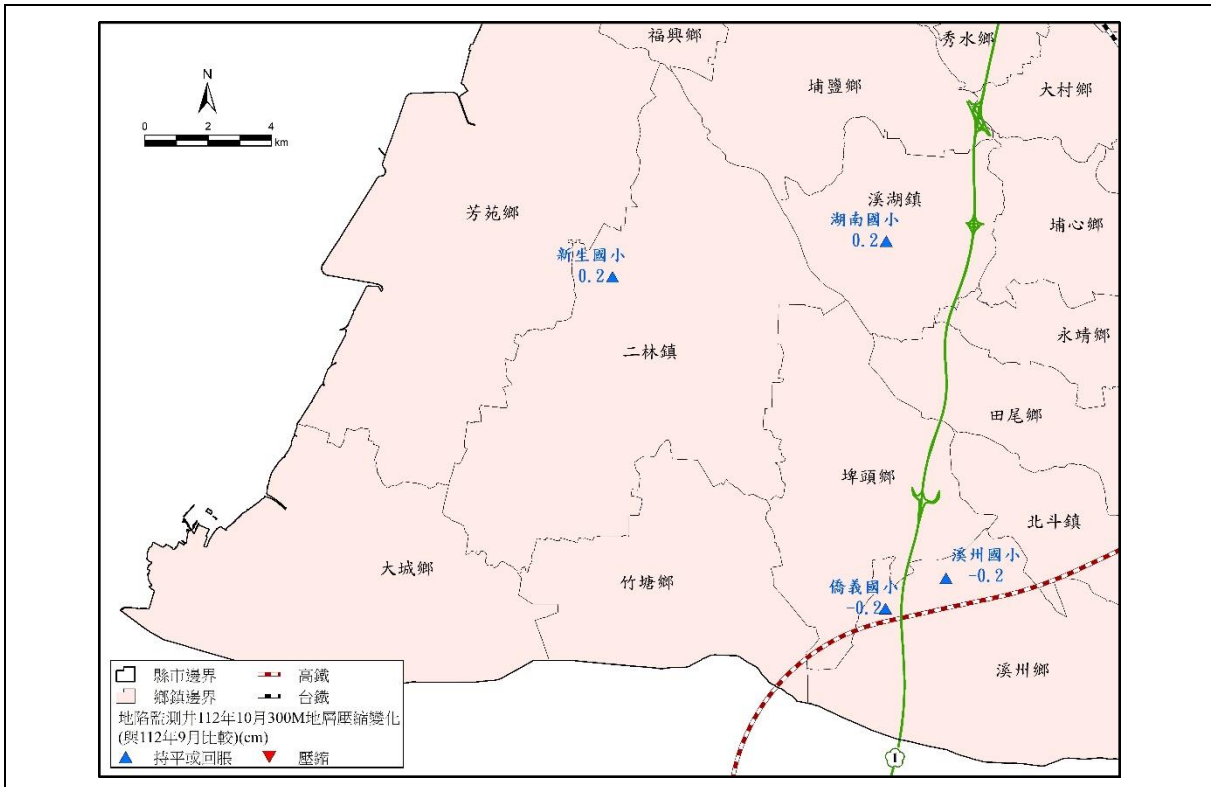 福興鄉
秀水鄉
N
埔鹽鄉
大村鄉
0 2 4
km
溪湖鎮
芳苑鄉
湖南國小
0.2
埔心鄉
新生國小
0.2
永靖鄉
二林鎮
田尾鄉
埤頭鄉
北斗鎮
溪州國小
-0.2
大城鄉
竹塘鄉
僑義國小
-0.2
溪州鄉
縣市邊界 高鐵
鄉鎮邊界 台鐵
地陷監測井112年10月300M地層壓縮變化
(與112年9月比較)(cm)
持平或回脹 壓縮
1